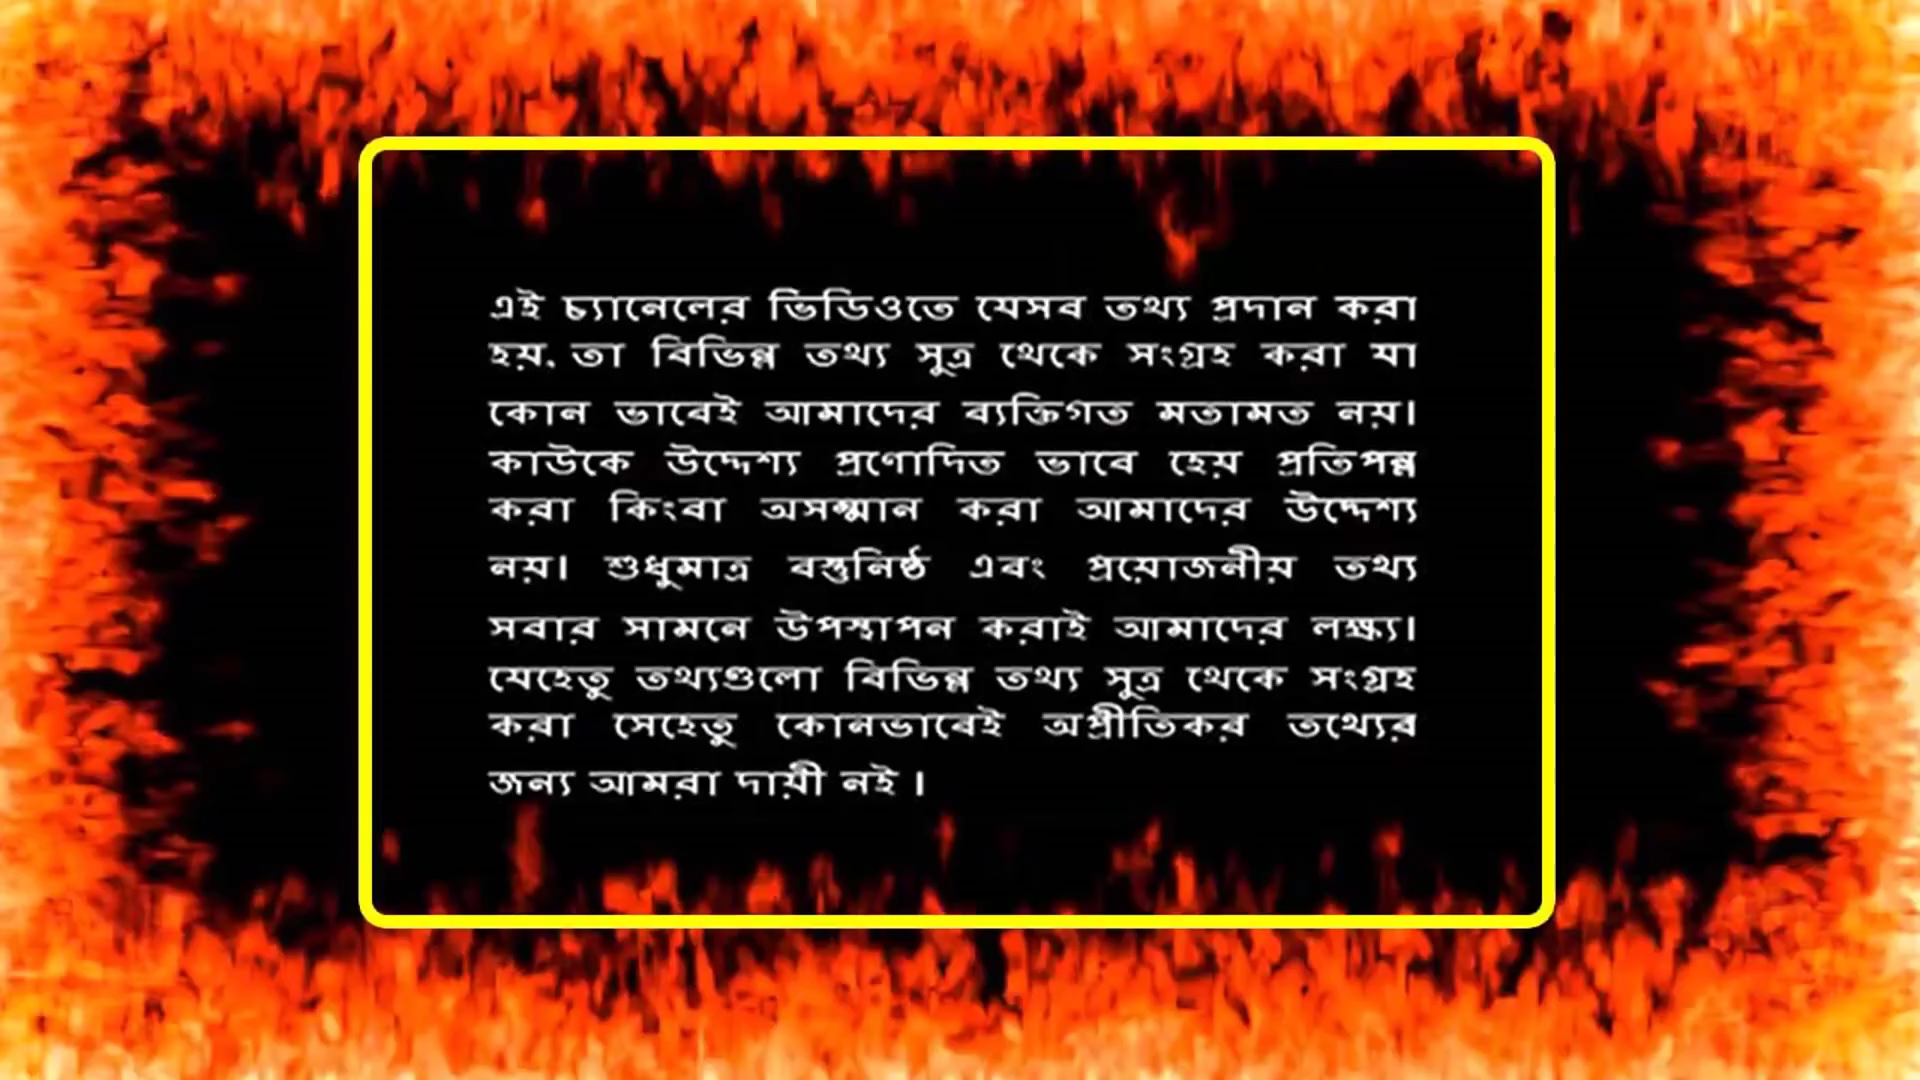 এই চ্যানেলের ভিডিওতে যেসব তথ্য প্রদান করা
হয়, তা বিভিন্ন তথ্য সুত্র থেকে সংগ্রহ করা যা
কোন ভাবেই আমাদের ব্যক্তিগত মতামত নয়।
কাউকে উদ্দেশ্য প্রণোদিত ভাবে হেয় প্রতিপন্ন
করা কিংবা অসম্মান করা আমাদের উদ্দেশ্য
নয়। শুধুমাত্র বস্তুনিষ্ঠ এবং প্রয়োজনীয় তথ্য
সবার সামনে উপস্থাপন করাই আমাদের লক্ষ্য।
যেহেতু তথ্যগুলো বিভিন্ন তথ্য সুত্র থেকে সংগ্রহ
করা সেহেতু কোনভাবেই অপ্রীতিকর তথ্যের
জন্য আমরা দায়ী নই ।